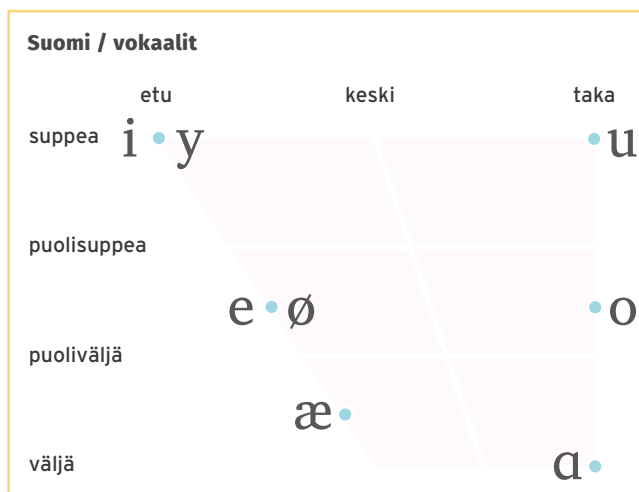 Suomi / vokaalit
etu keski taka
suppea i y u
puolisuppea
e ø o
puoliväljä
æ
väljä ɑ